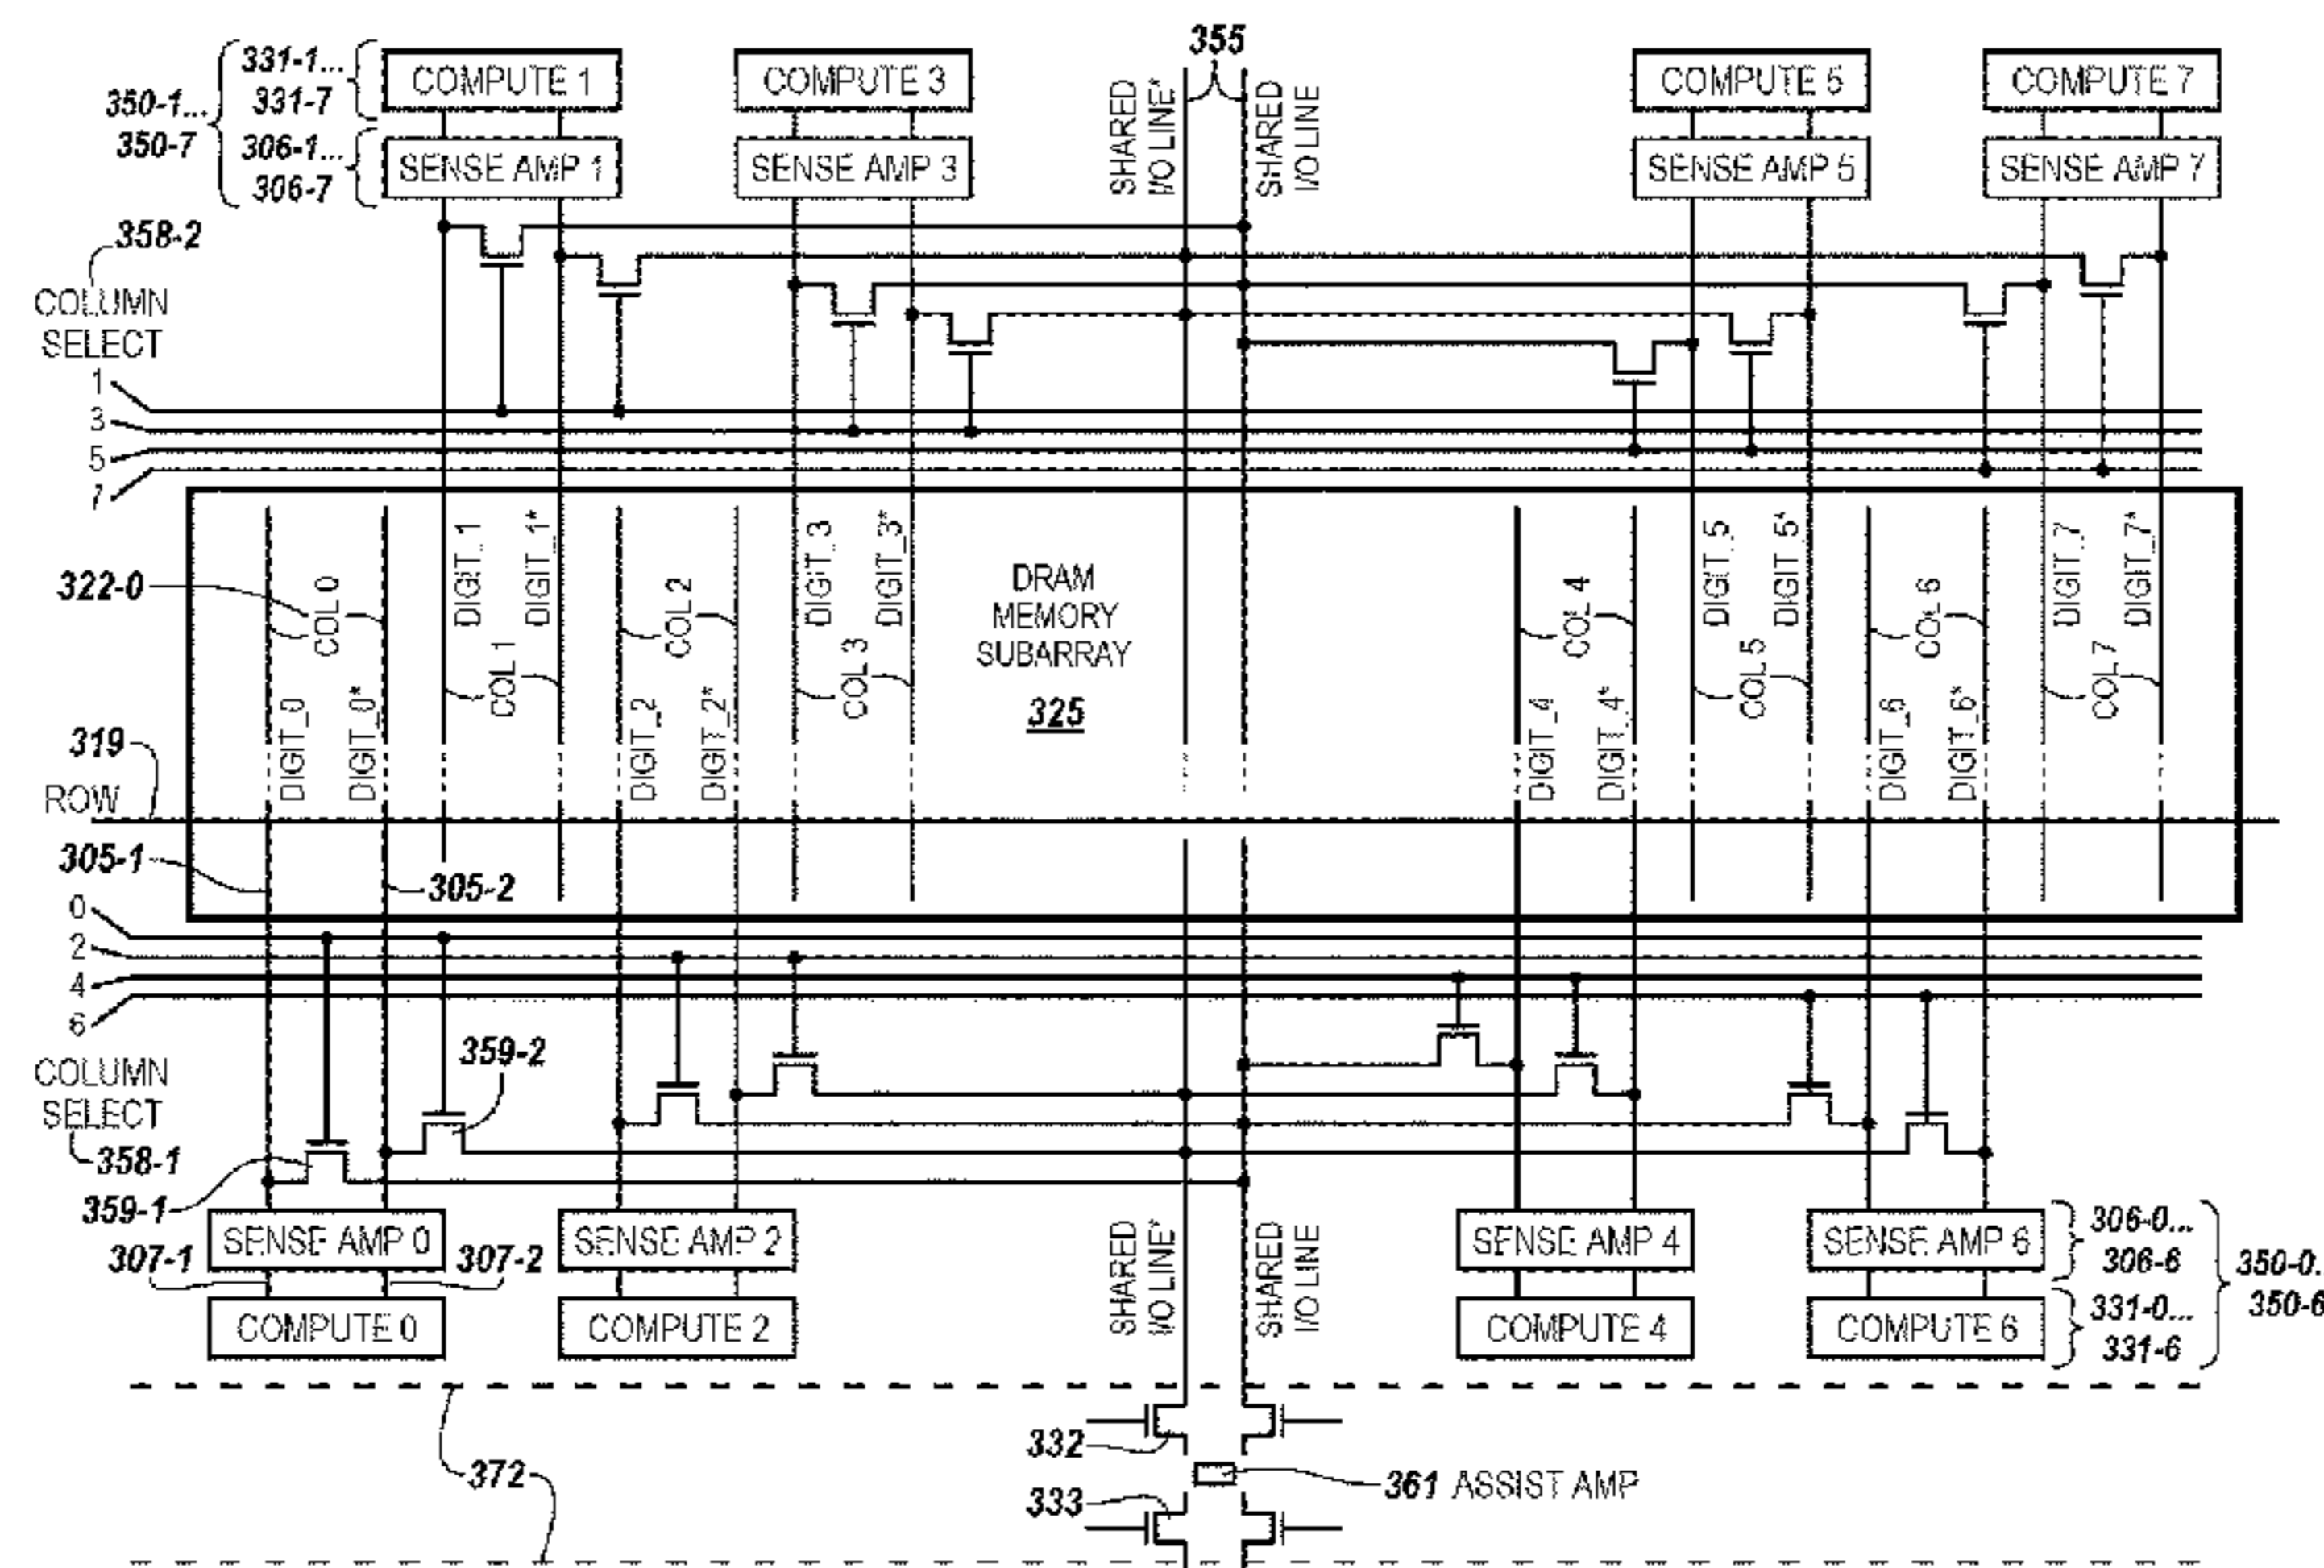 355
331-1...
331-7
350-1...
350-7
306-1...
306-7
COMPUTE 1
COMPUTE 3
COMPUTE 5
COMPUTE 7
SENSE AMP 1
SENSE AMP 3
SENSE AMP 5
SENSE AMP 7
SHARED
I/O LINE*
SHARED
I/O LINE
358-2
COLUMN
SELECT
1
3
5
7
322-0
COL 0
DIGIT_1
DIGIT_1*
COL 1
COL 2
DIGIT_3
DIGIT_3*
COL 3
DRAM
MEMORY
SUBARRAY
325
COL 4
DIGIT_5
DIGIT_5*
COL 5
COL 6
DIGIT_7
DIGIT_7*
COL 7
DIGIT_0
DIGIT_0*
DIGIT_2
DIGIT_2*
DIGIT_4
DIGIT_4*
DIGIT_6
DIGIT_6*
319
ROW
305-1
305-2
0
2
4
6
COLUMN
SELECT
358-1
359-2
359-1
SENSE AMP 0
SENSE AMP 2
SENSE AMP 4
SENSE AMP 6
307-1
307-2
SHARED
I/O LINE*
SHARED
I/O LINE
COMPUTE 0
COMPUTE 2
COMPUTE 4
COMPUTE 6
306-0...
306-6
331-0...
331-6
350-0.
350-6
332
372
361 ASSIST AMP
333